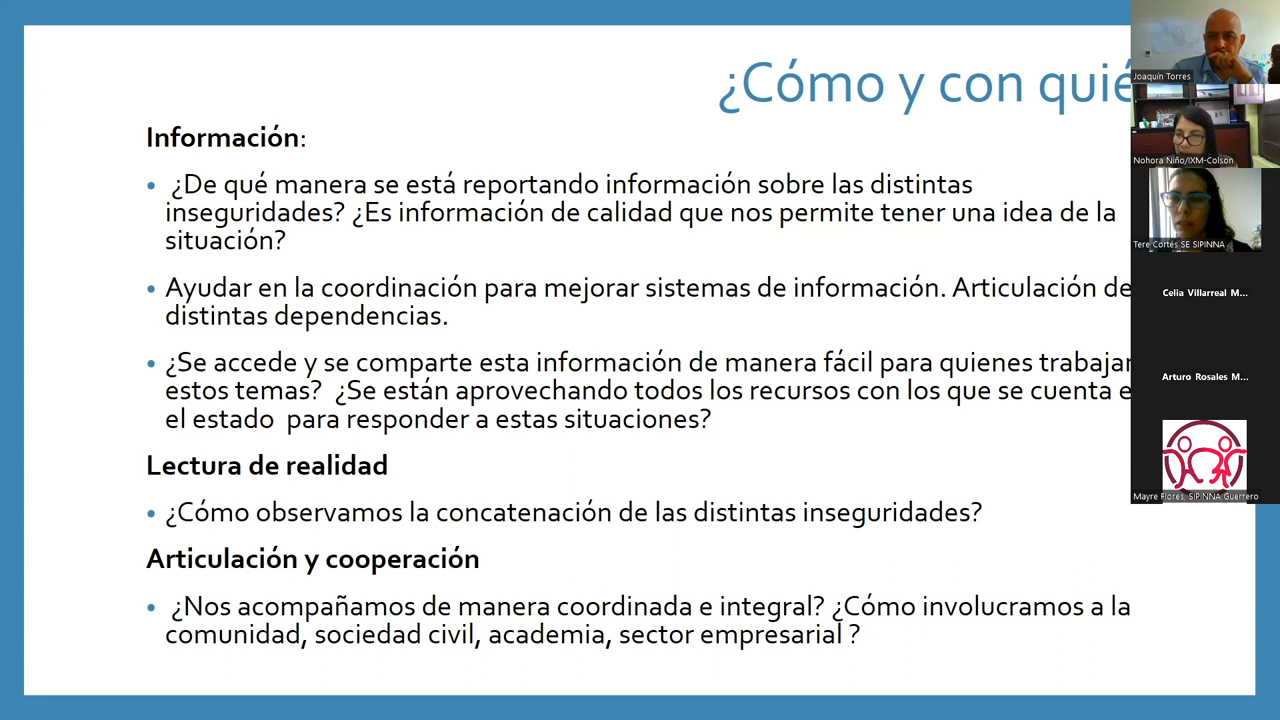 ¿Cómo y con quié
Información:
• ¿De qué manera se está reportando información sobre las distintas
inseguridades? ¿Es información de calidad que nos permite tener una idea de la
situación?
• Ayudar en la coordinación para mejorar sistemas de información. Articulación de
distintas dependencias.
• ¿Se accede y se comparte esta información de manera fácil para quienes trabajan
estos temas? ¿Se están aprovechando todos los recursos con los que se cuenta e
el estado para responder a estas situaciones?
Lectura de realidad
• ¿Cómo observamos la concatenación de las distintas inseguridades?
Articulación y cooperación
• ¿Nos acompañamos de manera coordinada e integral? ¿Cómo involucramos a la
comunidad, sociedad civil, academia, sector empresarial ?
Joaquín Torres
Nohora Niño/IXM-Colson
Tere Cortés SE SIPINNA
Celia Villarreal M...
Arturo Rosales M...
Mayre Flores, SIPINNA Guerrero